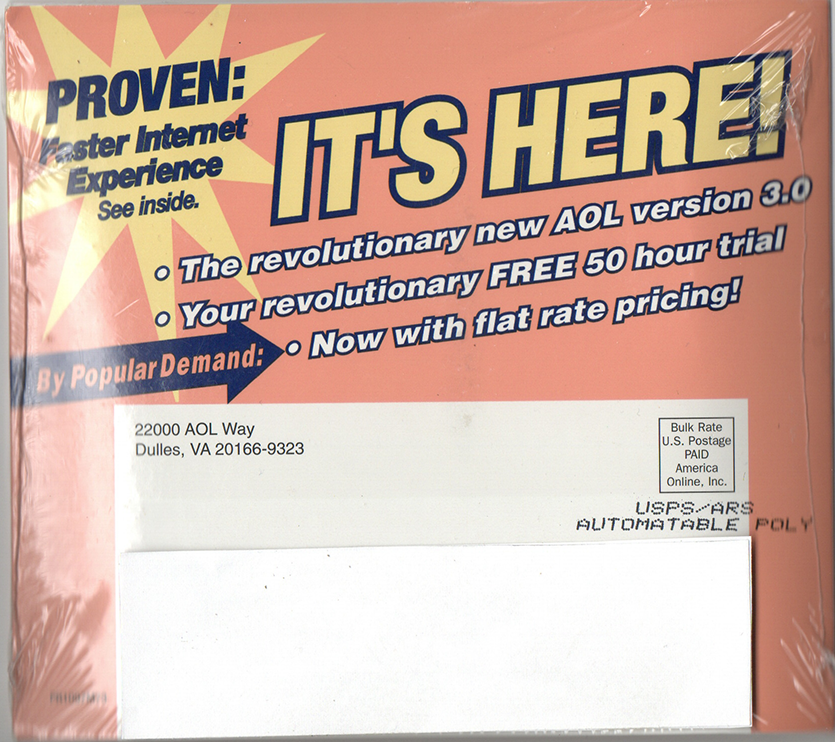 PROVEN:
Faster Internet
Experience
See inside.
IT'S HERE!
• The revolutionary new AOL version 3.0
• Your revolutionary FREE 50 hour trial
By Popular Demand:
• Now with flat rate pricing!
22000 AOL Way
Dulles, VA 20166-9323
Bulk Rate
U.S. Postage
PAID
America
Online, Inc.
USPS/ARS
AUTOMATABLE POLY